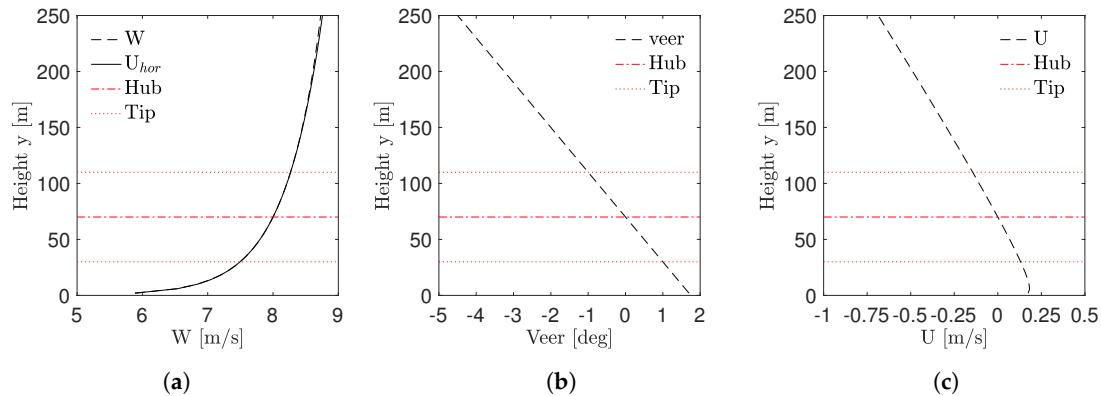 250
200
150
100
50
0
Height y [m]
W
U_hor
Hub
Tip
5 6 7 8 9
W [m/s]
(a)
250
200
150
100
50
0
Height y [m]
veer
Hub
Tip
-5 -4 -3 -2 -1 0 1 2
Veer [deg]
(b)
250
200
150
100
50
0
Height y [m]
U
Hub
Tip
-1 -0.75 -0.5 -0.25 0 0.25 0.5
U [m/s]
(c)